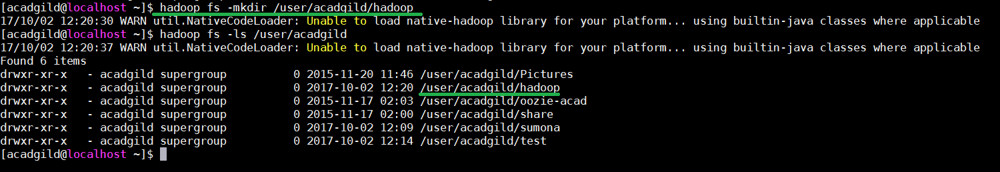 [acadgild@localhost ~]$ hadoop fs -mkdir /user/acadgild/hadoop
17/10/02 12:20:30 WARN util.NativeCodeLoader: Unable to load native-hadoop library for your platform... using builtin-java classes where applicable
[acadgild@localhost ~]$ hadoop fs -ls /user/acadgild
17/10/02 12:20:37 WARN util.NativeCodeLoader: Unable to load native-hadoop library for your platform... using builtin-java classes where applicable
Found 6 items
drwxr-xr-x   - acadgild supergroup          0 2015-11-20 11:46 /user/acadgild/Pictures
drwxr-xr-x   - acadgild supergroup          0 2017-10-02 12:20 /user/acadgild/hadoop
drwxr-xr-x   - acadgild supergroup          0 2015-11-17 02:03 /user/acadgild/oozie-acad
drwxr-xr-x   - acadgild supergroup          0 2015-11-17 02:00 /user/acadgild/share
drwxr-xr-x   - acadgild supergroup          0 2017-10-02 12:09 /user/acadgild/sumona
drwxr-xr-x   - acadgild supergroup          0 2017-10-02 12:14 /user/acadgild/test
[acadgild@localhost ~]$